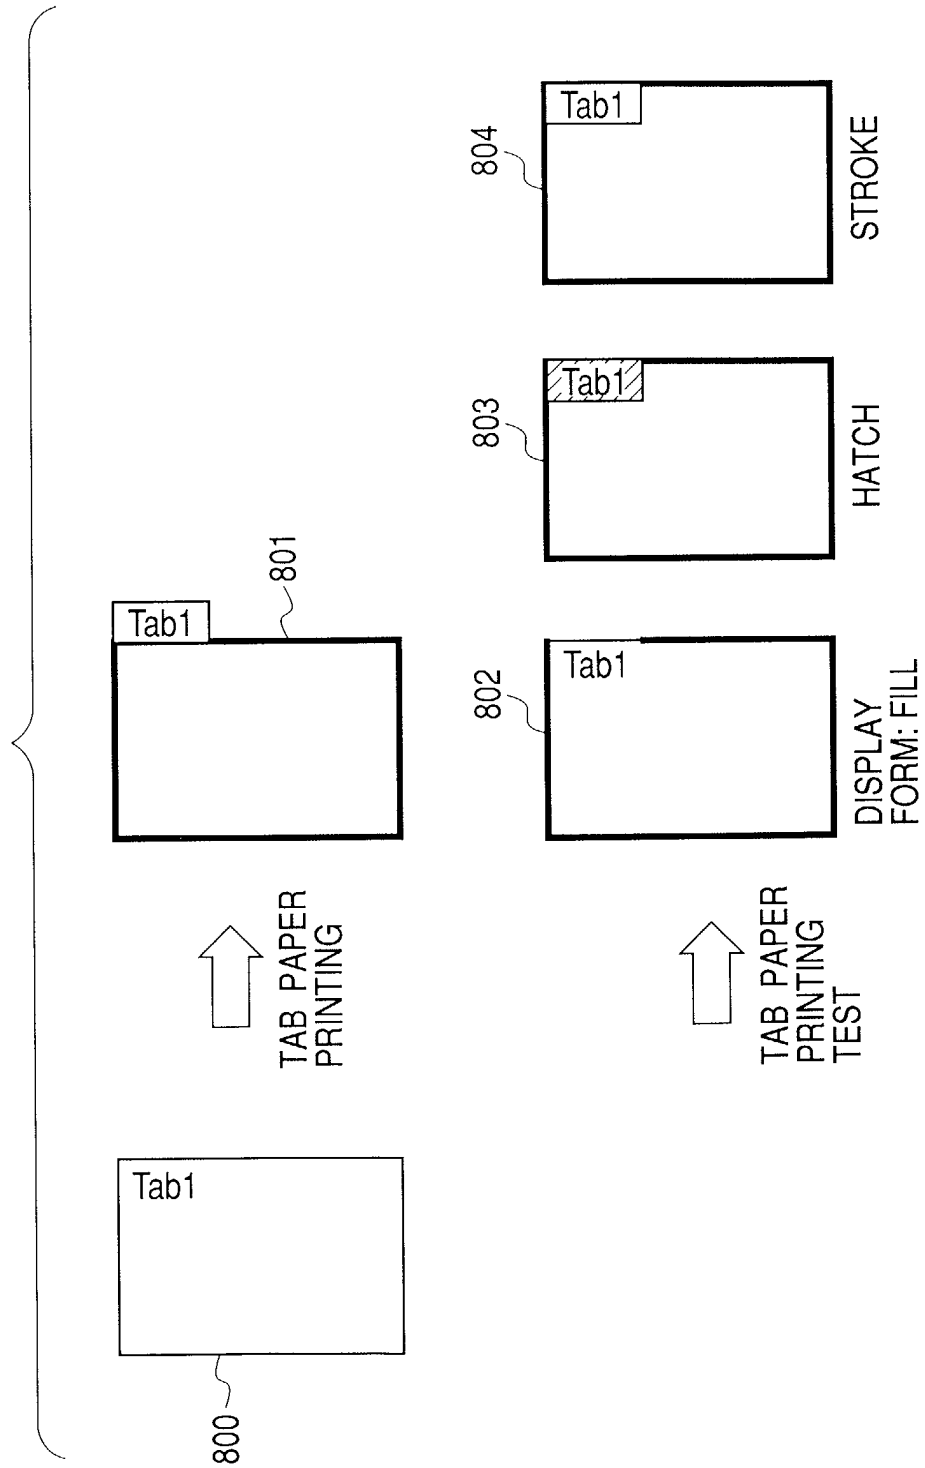 800
Tab1
TAB PAPER
PRINTING
Tab1
801
TAB PAPER
PRINTING
TEST
802
Tab1
DISPLAY
FORM: FILL
803
Tab1
HATCH
804
Tab1
STROKE